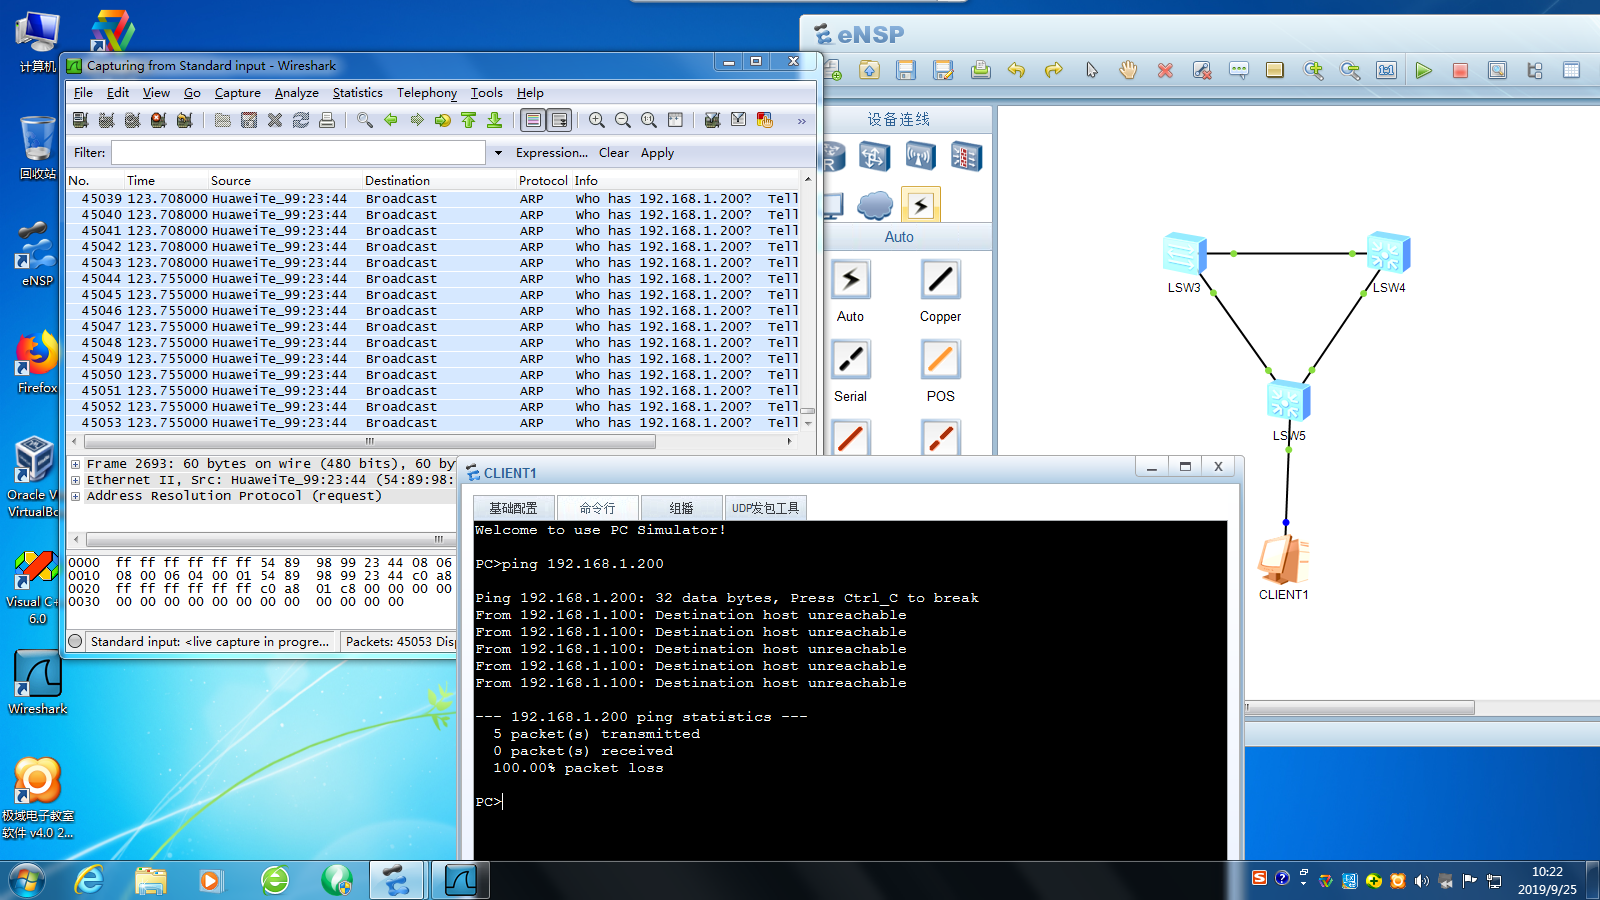 计算机
回收站
eNSP
Firefox
Oracle V
VirtualBo
Visual C+
6.0
Wireshark
极域电子教室
软件 v4.0 2...
Capturing from Standard input - Wireshark
File Edit View Go Capture Analyze Statistics Telephony Tools Help
Filter: Expression... Clear Apply
No. Time Source Destination Protocol Info
45039 123.708000 HuaweiTe_99:23:44 Broadcast ARP Who has 192.168.1.200? Tell
45040 123.708000 HuaweiTe_99:23:44 Broadcast ARP Who has 192.168.1.200? Tell
45041 123.708000 HuaweiTe_99:23:44 Broadcast ARP Who has 192.168.1.200? Tell
45042 123.708000 HuaweiTe_99:23:44 Broadcast ARP Who has 192.168.1.200? Tell
45043 123.708000 HuaweiTe_99:23:44 Broadcast ARP Who has 192.168.1.200? Tell
45044 123.755000 HuaweiTe_99:23:44 Broadcast ARP Who has 192.168.1.200? Tell
45045 123.755000 HuaweiTe_99:23:44 Broadcast ARP Who has 192.168.1.200? Tell
45046 123.755000 HuaweiTe_99:23:44 Broadcast ARP Who has 192.168.1.200? Tell
45047 123.755000 HuaweiTe_99:23:44 Broadcast ARP Who has 192.168.1.200? Tell
45048 123.755000 HuaweiTe_99:23:44 Broadcast ARP Who has 192.168.1.200? Tell
45049 123.755000 HuaweiTe_99:23:44 Broadcast ARP Who has 192.168.1.200? Tell
45050 123.755000 HuaweiTe_99:23:44 Broadcast ARP Who has 192.168.1.200? Tell
45051 123.755000 HuaweiTe_99:23:44 Broadcast ARP Who has 192.168.1.200? Tell
45052 123.755000 HuaweiTe_99:23:44 Broadcast ARP Who has 192.168.1.200? Tell
45053 123.755000 HuaweiTe_99:23:44 Broadcast ARP Who has 192.168.1.200? Tell
Frame 2693: 60 bytes on wire (480 bits), 60 by
Ethernet II, Src: HuaweiTe_99:23:44 (54:89:98:
Address Resolution Protocol (request)
0000 ff ff ff ff ff ff 54 89 98 99 23 44 08 06
0010 08 00 06 04 00 01 54 89 98 99 23 44 c0 a8
0020 ff ff ff ff ff ff c0 a8 01 c8 00 00 00 00
0030 00 00 00 00 00 00 00 00 00 00 00 00
Standard input: <live capture in progre... Packets: 45053 Disp
eNSP
设备连线
Auto
Auto Copper
Serial POS
LSW3
LSW4
LSW5
CLIENT1
CLIENT1
基础配置 命令行 组播 UDP发包工具
Welcome to use PC Simulator!
PC>ping 192.168.1.200
Ping 192.168.1.200: 32 data bytes, Press Ctrl_C to break
From 192.168.1.100: Destination host unreachable
From 192.168.1.100: Destination host unreachable
From 192.168.1.100: Destination host unreachable
From 192.168.1.100: Destination host unreachable
From 192.168.1.100: Destination host unreachable
--- 192.168.1.200 ping statistics ---
5 packet(s) transmitted
0 packet(s) received
100.00% packet loss
PC>
10:22
2019/9/25